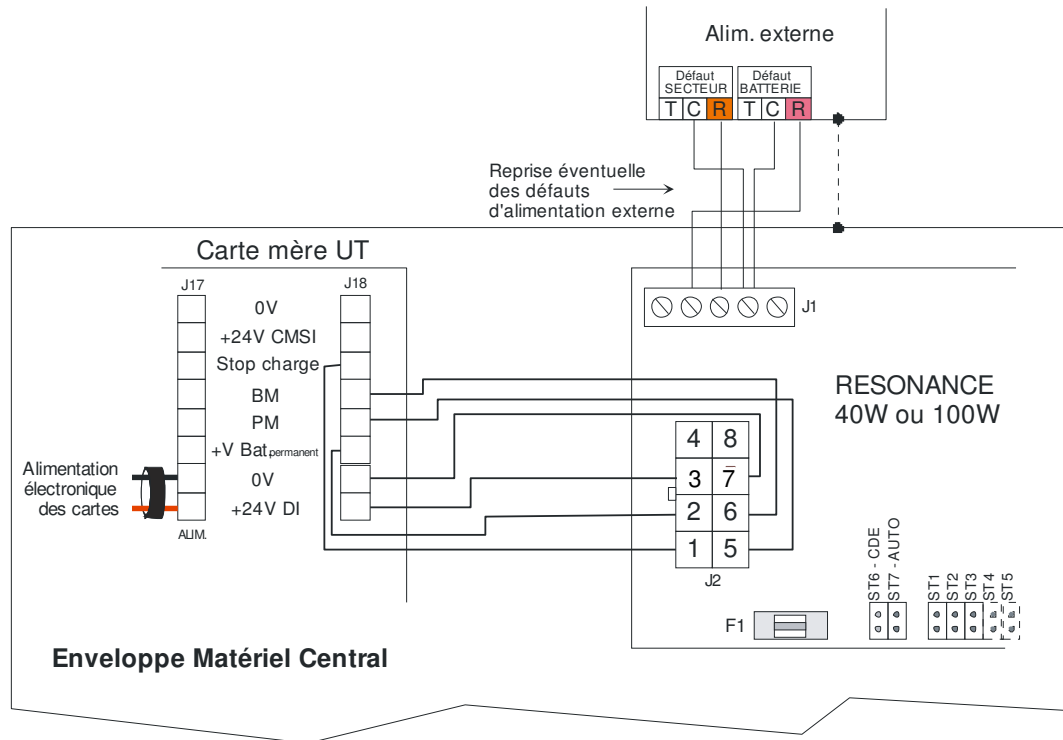 Alim. externe
Défaut
SECTEUR
Défaut
BATTERIE
T C R T C R
Reprise éventuelle
des défauts
d'alimentation externe
Carte mère UT
J17
J18
0V
+24V CMSI
Stop charge
BM
PM
+V Bat.permanent
0V
+24V DI
ALIM.
Alimentation
électronique
des cartes
J1
RESONANCE
40W ou 100W
4 8
3 7
2 6
1 5
J2
F1
ST6 - CDE
ST7 - AUTO
ST1
ST2
ST3
ST4
ST5
Enveloppe Matériel Central